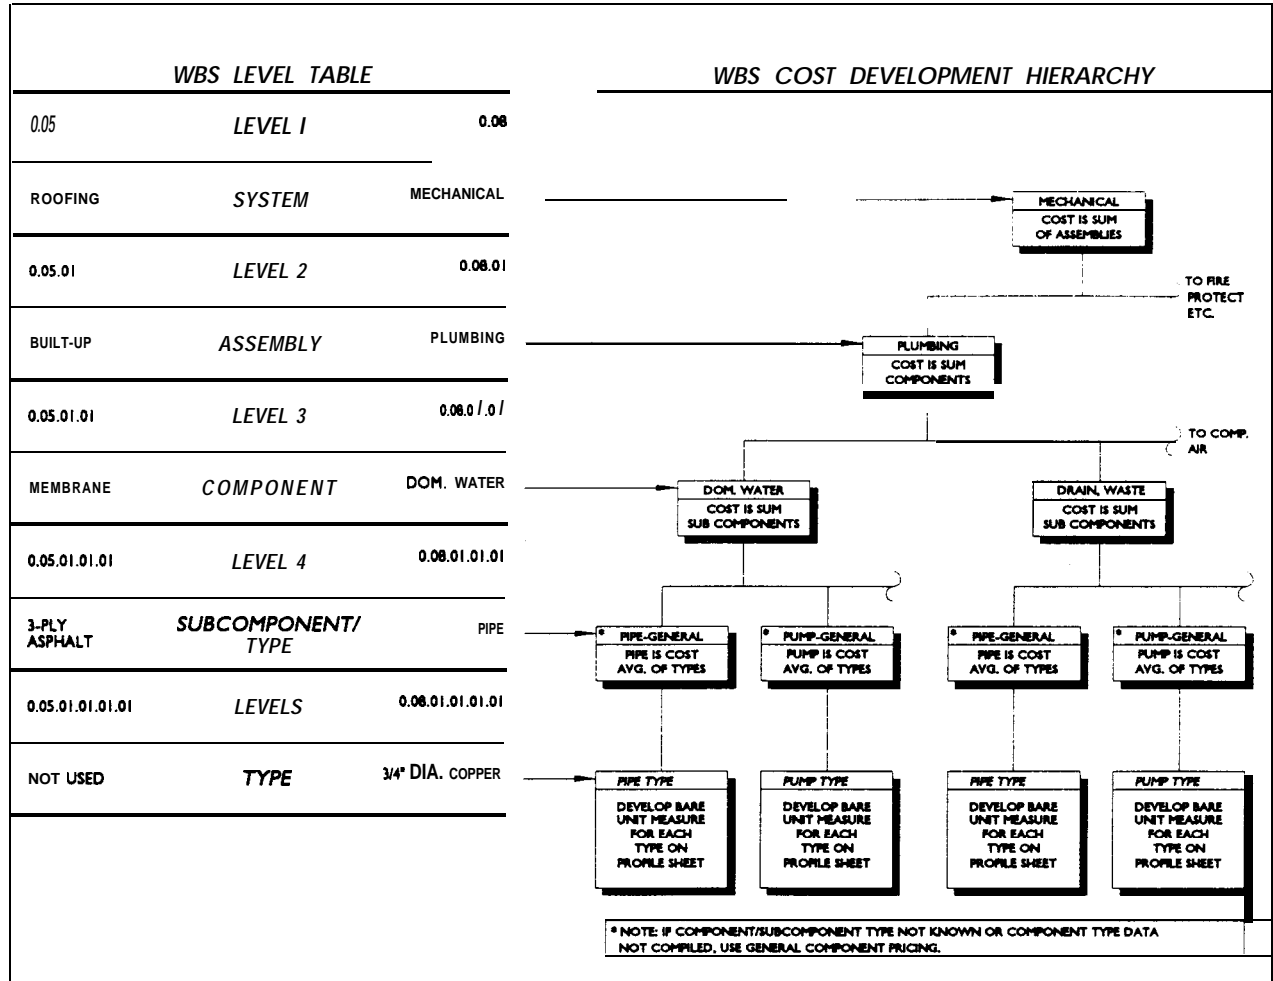 WBS LEVEL TABLE
0.05 LEVEL I 0.08
ROOFING SYSTEM MECHANICAL
0.05.01 LEVEL 2 0.08.01
BUILT-UP ASSEMBLY PLUMBING
0.05.01.01 LEVEL 3 0.08.0/.0/
MEMBRANE COMPONENT DOM. WATER
0.05.01.01.01 LEVEL 4 0.08.01.01.01
3-PLY
ASPHALT
SUBCOMPONENT/
TYPE
PIPE
0.05.01.01.01.01 LEVELS 0.08.01.01.01.01
NOT USED TYPE 3/4" DIA. COPPER
WBS COST DEVELOPMENT HIERARCHY
MECHANICAL
COST IS SUM
OF ASSEMBLIES
TO FIRE
PROTECT
ETC.
PLUMBING
COST IS SUM
COMPONENTS
TO COMP.
AIR
DOM. WATER
COST IS SUM
SUB COMPONENTS
DRAIN, WASTE
COST IS SUM
SUB COMPONENTS
* PIPE-GENERAL
PIPE IS COST
AVG. OF TYPES
* PUMP-GENERAL
PUMP IS COST
AVG. OF TYPES
* PIPE-GENERAL
PIPE IS COST
AVG. OF TYPES
* PUMP-GENERAL
PUMP IS COST
AVG. OF TYPES
PIPE TYPE
DEVELOP BARE
UNIT MEASURE
FOR EACH
TYPE ON
PROFILE SHEET
PUMP TYPE
DEVELOP BARE
UNIT MEASURE
FOR EACH
TYPE ON
PROFILE SHEET
PIPE TYPE
DEVELOP BARE
UNIT MEASURE
FOR EACH
TYPE ON
PROFILE SHEET
PUMP TYPE
DEVELOP BARE
UNIT MEASURE
FOR EACH
TYPE ON
PROFILE SHEET
* NOTE: IF COMPONENT/SUBCOMPONENT TYPE NOT KNOWN OR COMPONENT TYPE DATA
NOT COMPILED, USE GENERAL COMPONENT PRICING.